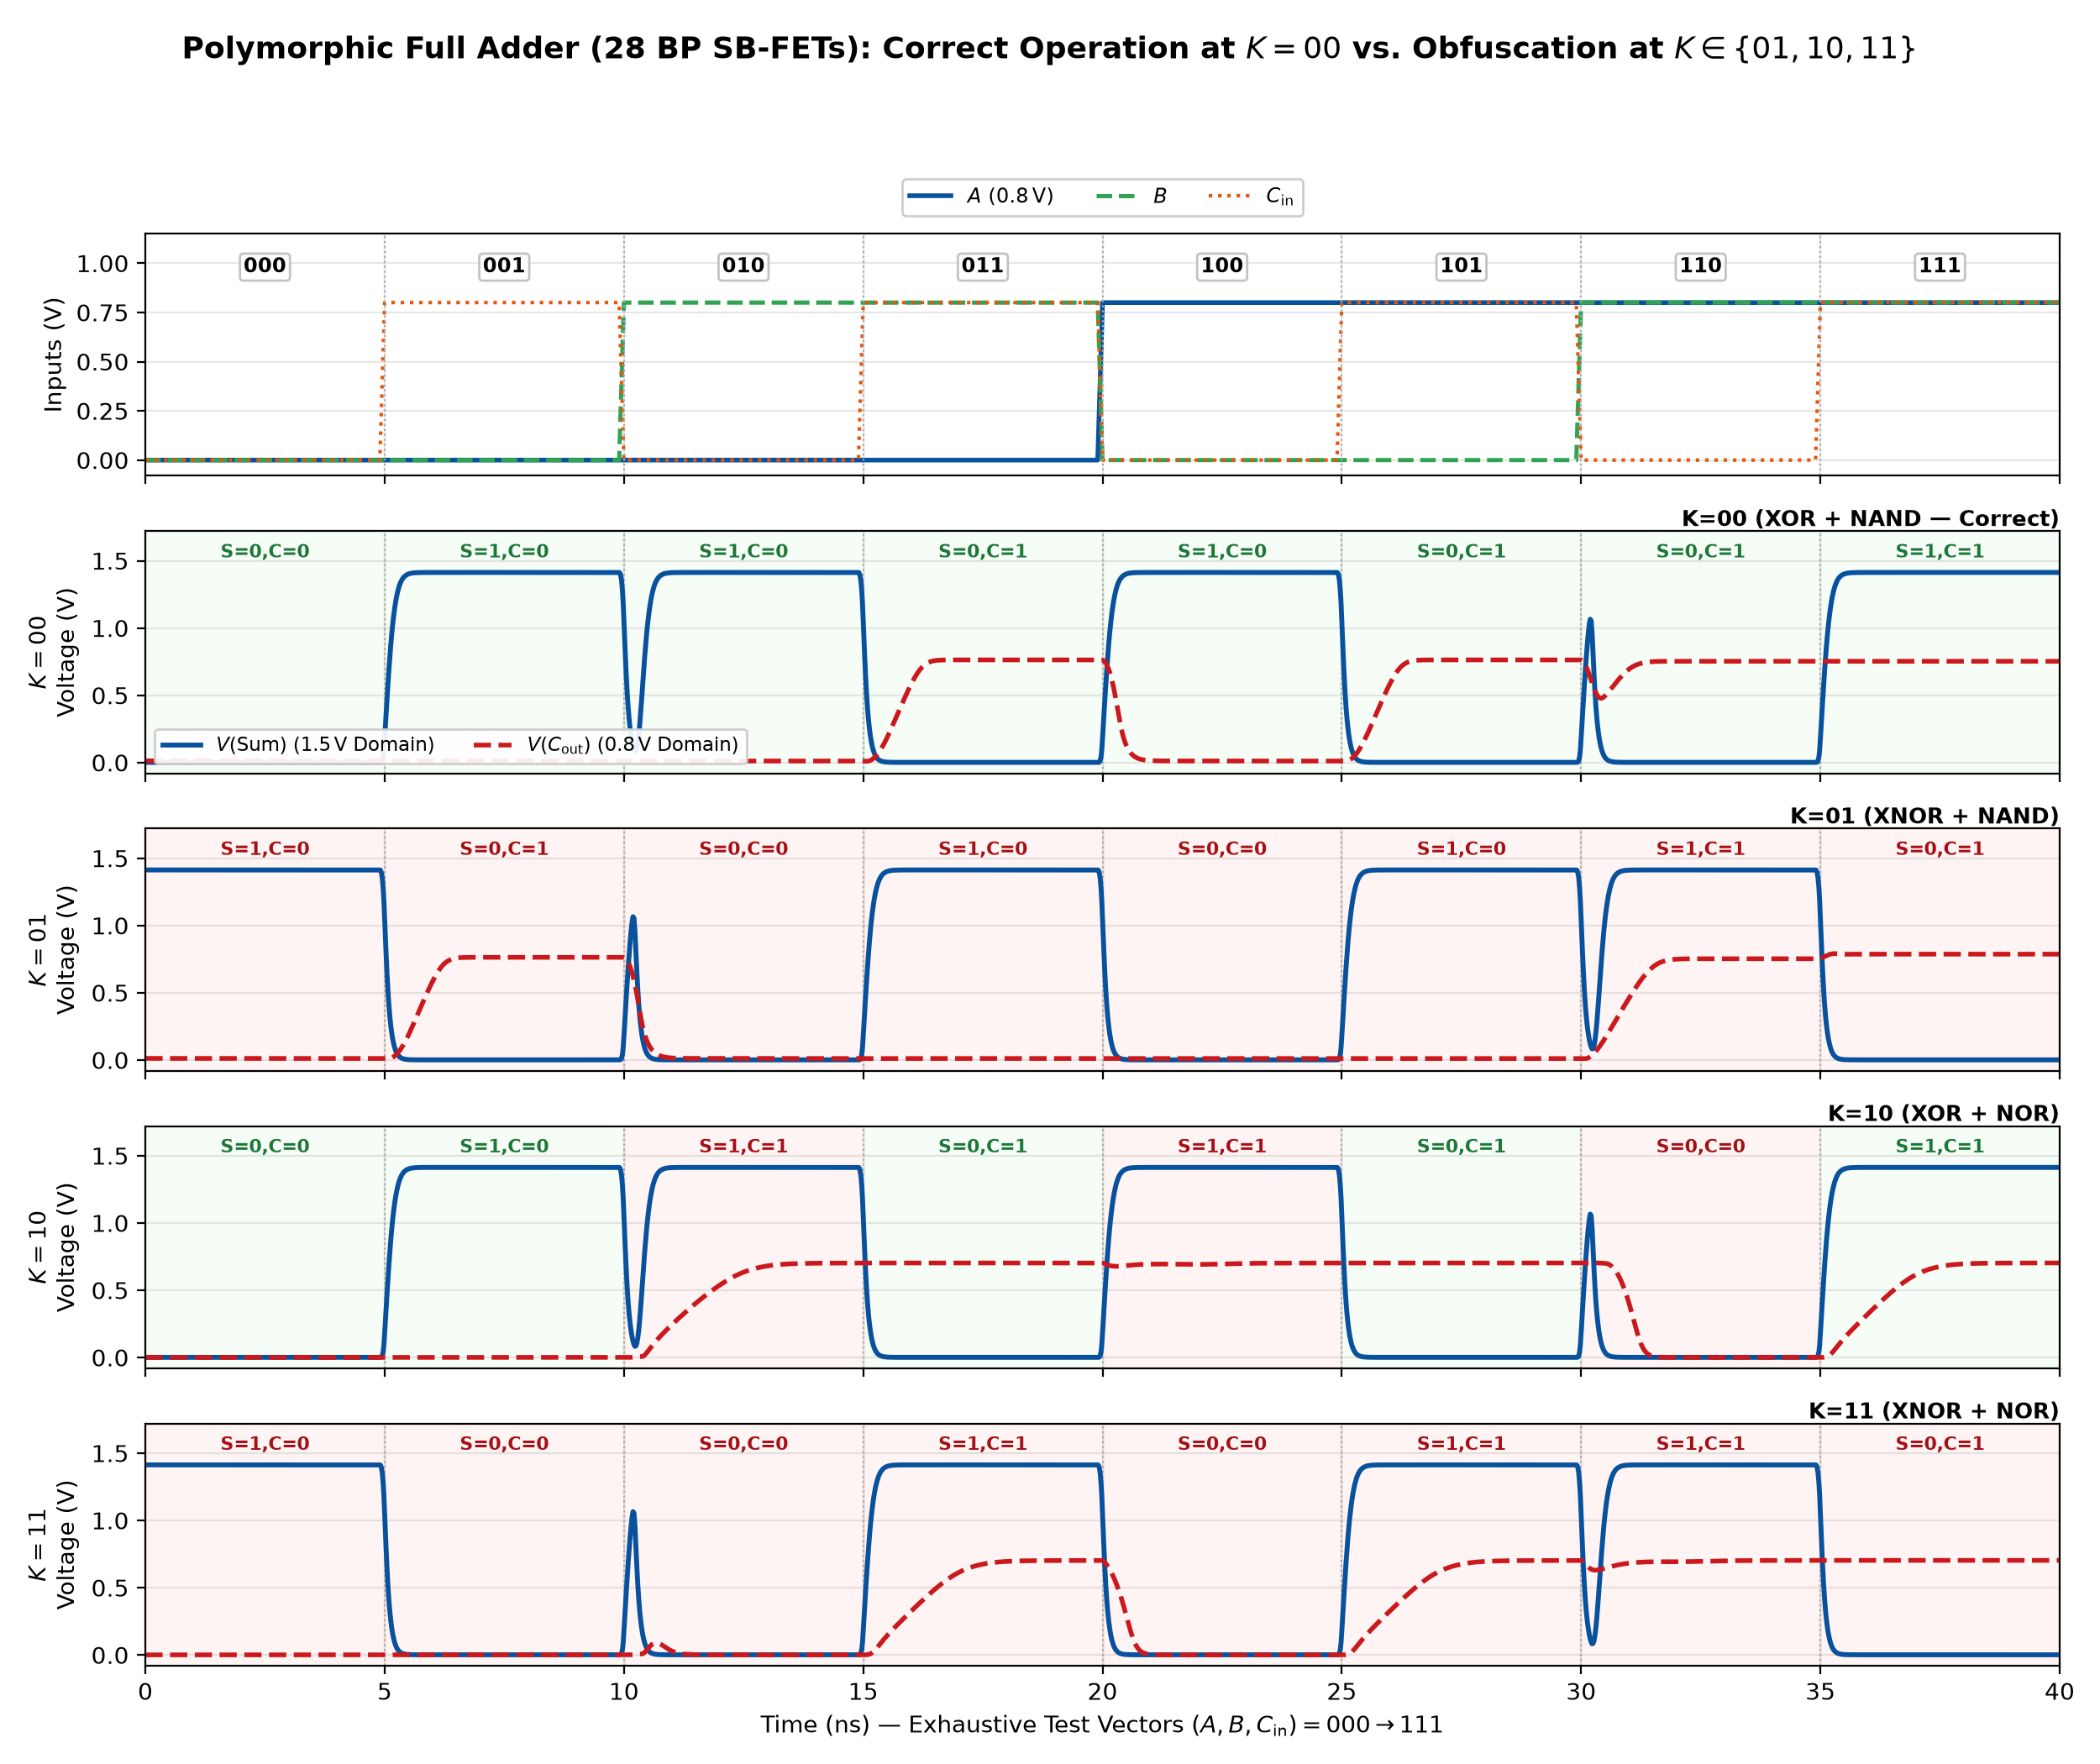 Polymorphic Full Adder (28 BP SB-FETs): Correct Operation at K = 00 vs. Obfuscation at K ∈ {01, 10, 11}
A (0.8 V) B C_in
000 001 010 011 100 101 110 111
Inputs (V)
1.00
0.75
0.50
0.25
0.00
K=00 (XOR + NAND — Correct)
S=0,C=0 S=1,C=0 S=1,C=0 S=0,C=1 S=1,C=0 S=0,C=1 S=0,C=1 S=1,C=1
K = 00
Voltage (V)
1.5
1.0
0.5
0.0
V(Sum) (1.5 V Domain) V(C_out) (0.8 V Domain)
K=01 (XNOR + NAND)
S=1,C=0 S=0,C=1 S=0,C=0 S=1,C=0 S=0,C=0 S=1,C=0 S=1,C=1 S=0,C=1
K = 01
Voltage (V)
1.5
1.0
0.5
0.0
K=10 (XOR + NOR)
S=0,C=0 S=1,C=0 S=1,C=1 S=0,C=1 S=1,C=1 S=0,C=1 S=0,C=0 S=1,C=1
K = 10
Voltage (V)
1.5
1.0
0.5
0.0
K=11 (XNOR + NOR)
S=1,C=0 S=0,C=0 S=0,C=0 S=1,C=1 S=0,C=0 S=1,C=1 S=1,C=1 S=0,C=1
K = 11
Voltage (V)
1.5
1.0
0.5
0.0
0 5 10 15 20 25 30 35 40
Time (ns) — Exhaustive Test Vectors (A, B, C_in) = 000 → 111